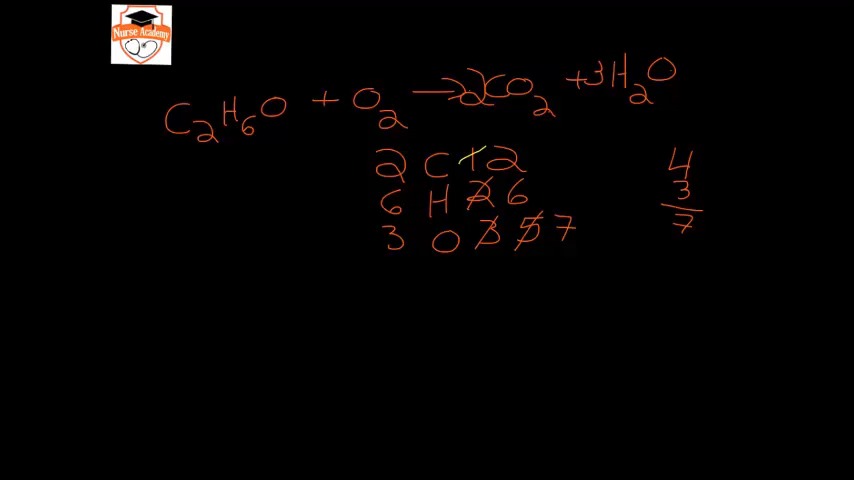 Nurse Academy
C₂H₆O + O₂ → 2CO₂ + 3H₂O
2 C 1 2
6 H 2 6
3 O 3 5 7
4
3
7